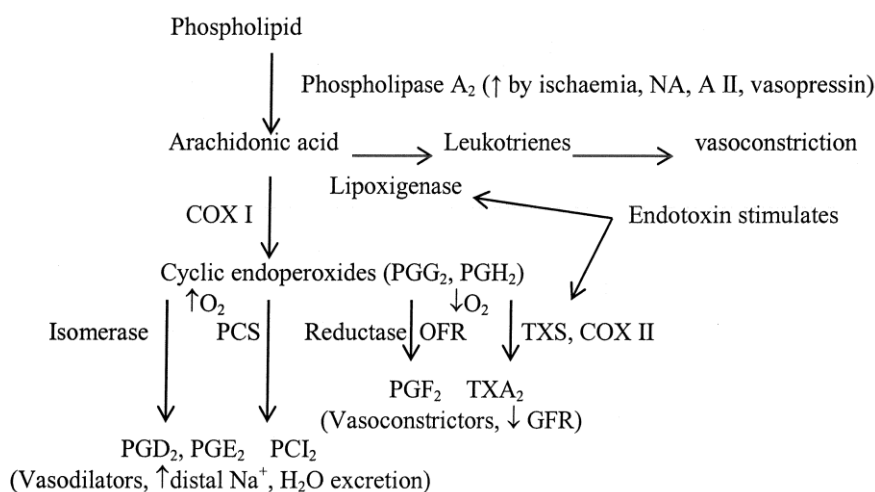 Phospholipid
Phospholipase A₂ (↑ by ischaemia, NA, A II, vasopressin)
Arachidonic acid Leukotrienes vasoconstriction
Lipoxigenase
COX I Endotoxin stimulates
Cyclic endoperoxides (PGG₂, PGH₂)
↑O₂ ↓O₂
Isomerase PCS Reductase OFR TXS, COX II
PGF₂ TXA₂
(Vasoconstrictors, ↓ GFR)
PGD₂, PGE₂ PCI₂
(Vasodilators, ↑distal Na⁺, H₂O excretion)